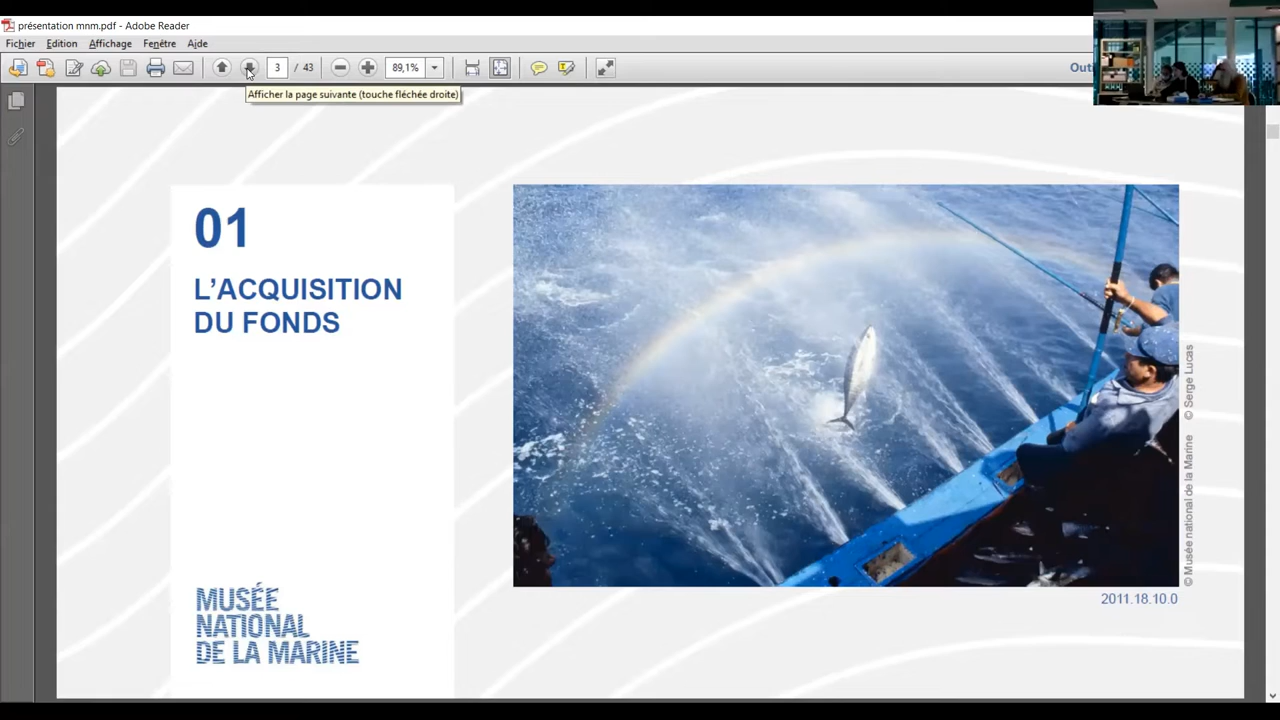 présentation mnm.pdf - Adobe Reader
Fichier Edition Affichage Fenêtre Aide
3 / 43 89,1%
Afficher la page suivante (touche fléchée droite)
01
L'ACQUISITION
DU FONDS
MUSÉE
NATIONAL
DE LA MARINE
© Musée national de la Marine © Serge Lucas
2011.18.10.0